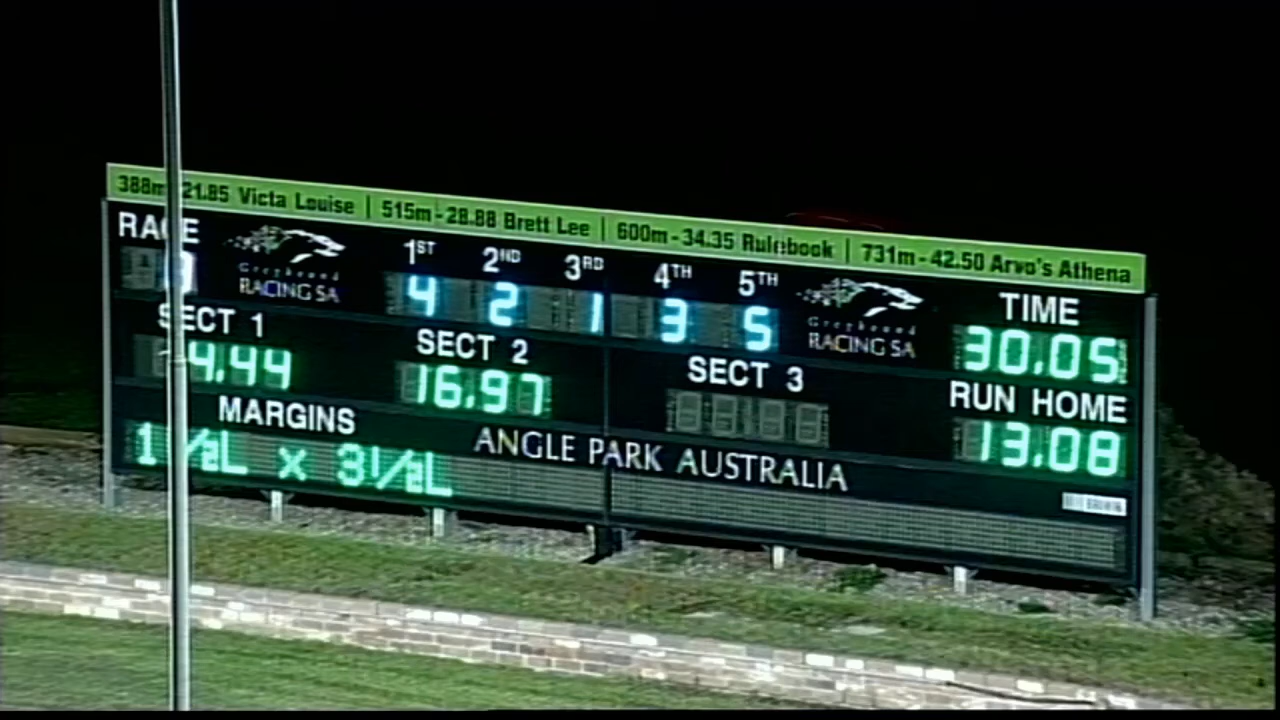 388m 21.85 Victa Louise | 515m - 28.88 Brett Lee | 600m - 34.35 Rulebook | 731m - 42.50 Arvo's Athena
RACE 1ST 2ND 3RD 4TH 5TH TIME
Greyhound RACING SA 4 2 1 3 5 Greyhound RACING SA 30.05
SECT 1 SECT 2 SECT 3 RUN HOME
4.44 16.97 13.08
MARGINS
1 ½L x 3½L
ANGLE PARK AUSTRALIA